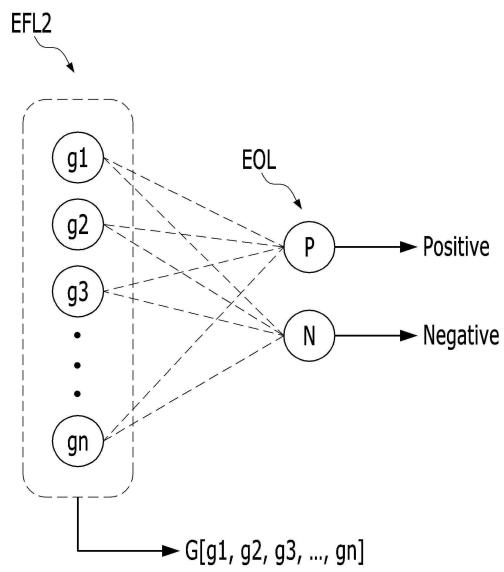 EFL2
g1
EOL
g2
P
Positive
g3
N
Negative
gn
G[g1, g2, g3, ..., gn]